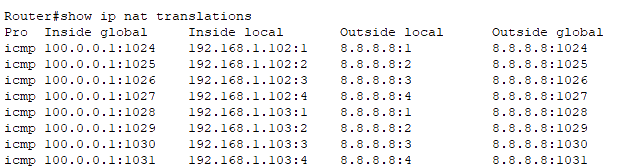 Router#show ip nat translations
Pro Inside global Inside local Outside local Outside global
icmp 100.0.0.1:1024 192.168.1.102:1 8.8.8.8:1 8.8.8.8:1024
icmp 100.0.0.1:1025 192.168.1.102:2 8.8.8.8:2 8.8.8.8:1025
icmp 100.0.0.1:1026 192.168.1.102:3 8.8.8.8:3 8.8.8.8:1026
icmp 100.0.0.1:1027 192.168.1.102:4 8.8.8.8:4 8.8.8.8:1027
icmp 100.0.0.1:1028 192.168.1.103:1 8.8.8.8:1 8.8.8.8:1028
icmp 100.0.0.1:1029 192.168.1.103:2 8.8.8.8:2 8.8.8.8:1029
icmp 100.0.0.1:1030 192.168.1.103:3 8.8.8.8:3 8.8.8.8:1030
icmp 100.0.0.1:1031 192.168.1.103:4 8.8.8.8:4 8.8.8.8:1031